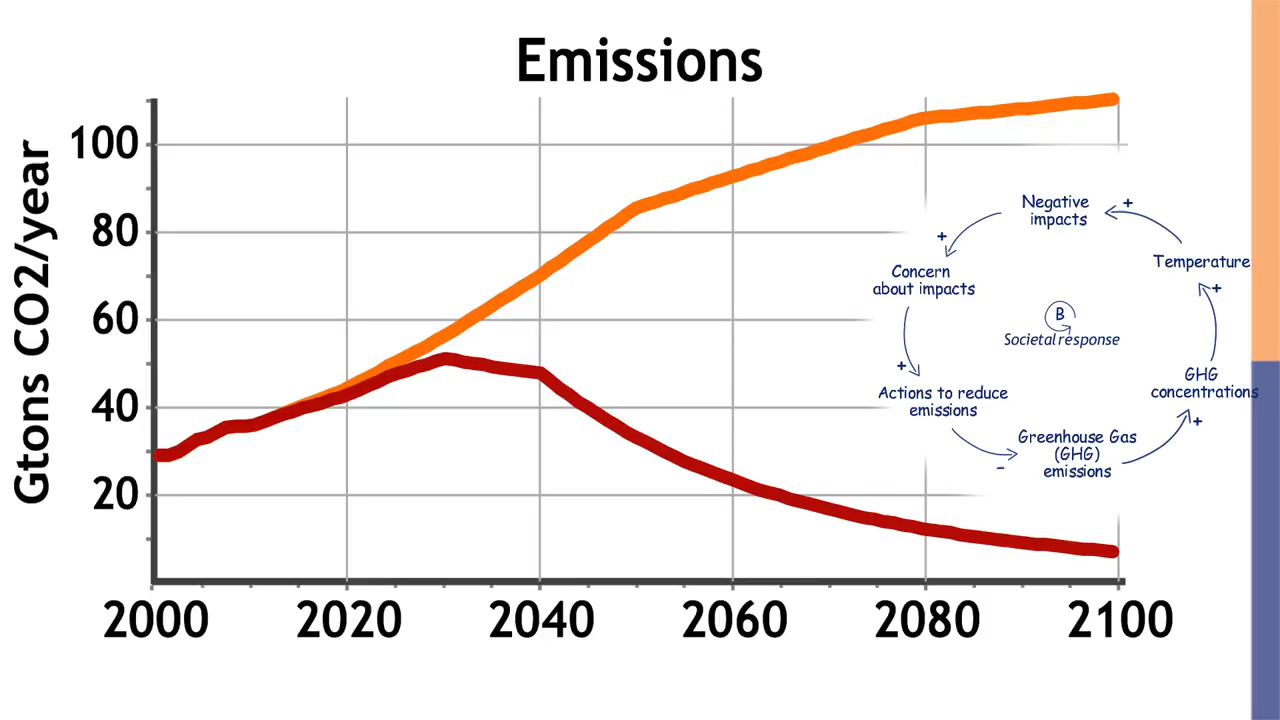 Emissions
Gtons CO2/year
100
80
60
40
20
2000
2020
2040
2060
2080
2100
Negative
impacts
+
+
Concern
about impacts
Temperature
+
B
Societal response
+
Actions to reduce
emissions
GHG
concentrations
+
Greenhouse Gas
(GHG)
emissions
-